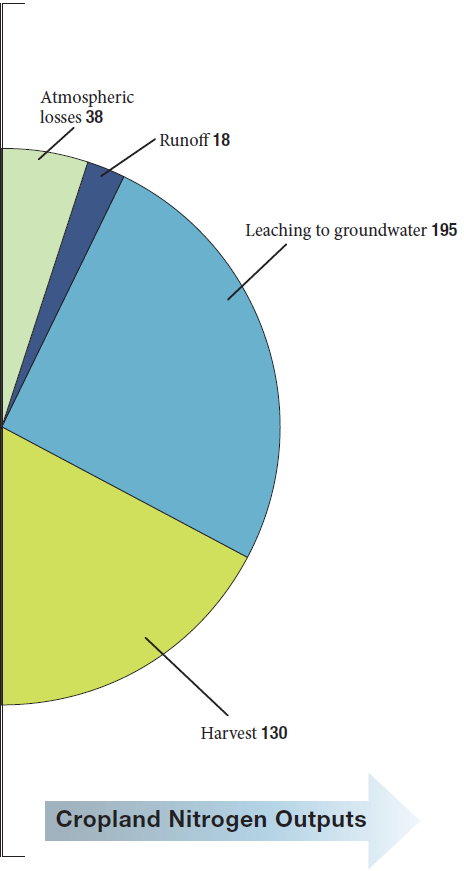 Atmospheric
losses 38
Runoff 18
Leaching to groundwater 195
Harvest 130
Cropland Nitrogen Outputs